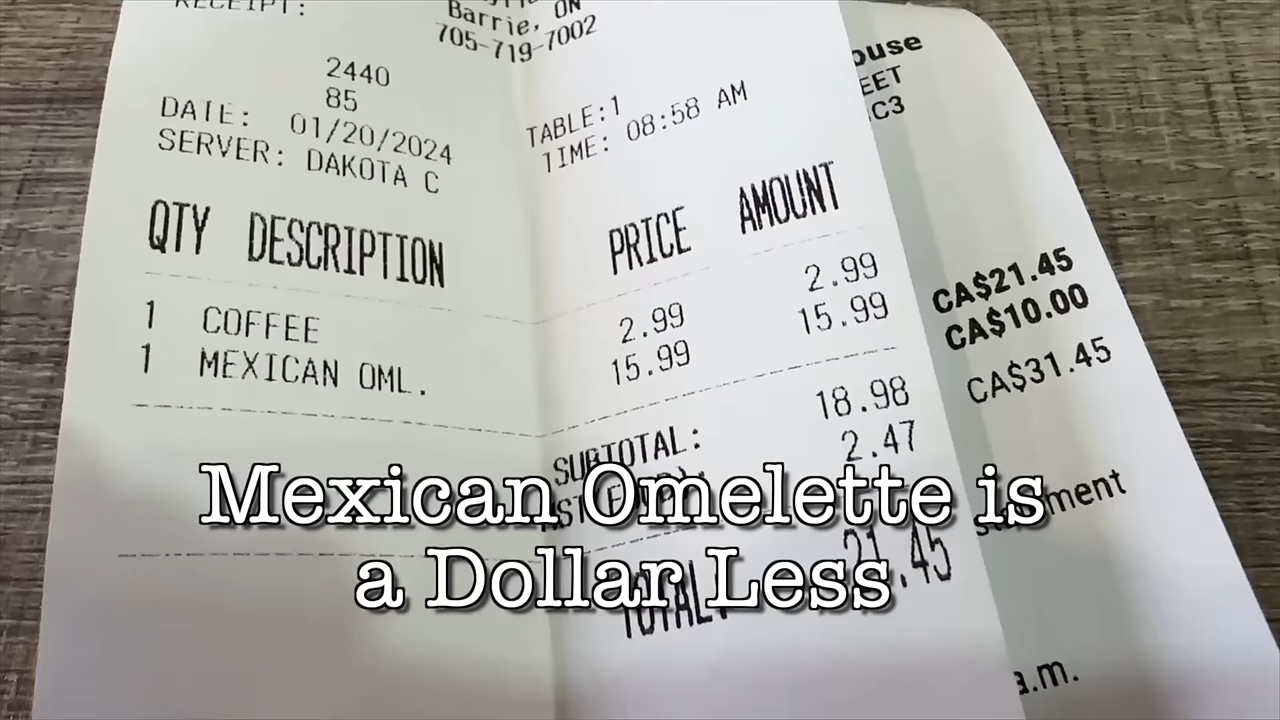 RECEIPT:
Barrie, ON
705-719-7002
2440
85
DATE: 01/20/2024
SERVER: DAKOTA C
TABLE:1
TIME: 08:58 AM
QTY DESCRIPTION PRICE AMOUNT
1 COFFEE 2.99 2.99
1 MEXICAN OML. 15.99 15.99
SUBTOTAL: 18.98
2.47
TOTAL: 21.45
Mexican Omelette is
a Dollar Less
CA$21.45
CA$10.00
CA$31.45
a.m.